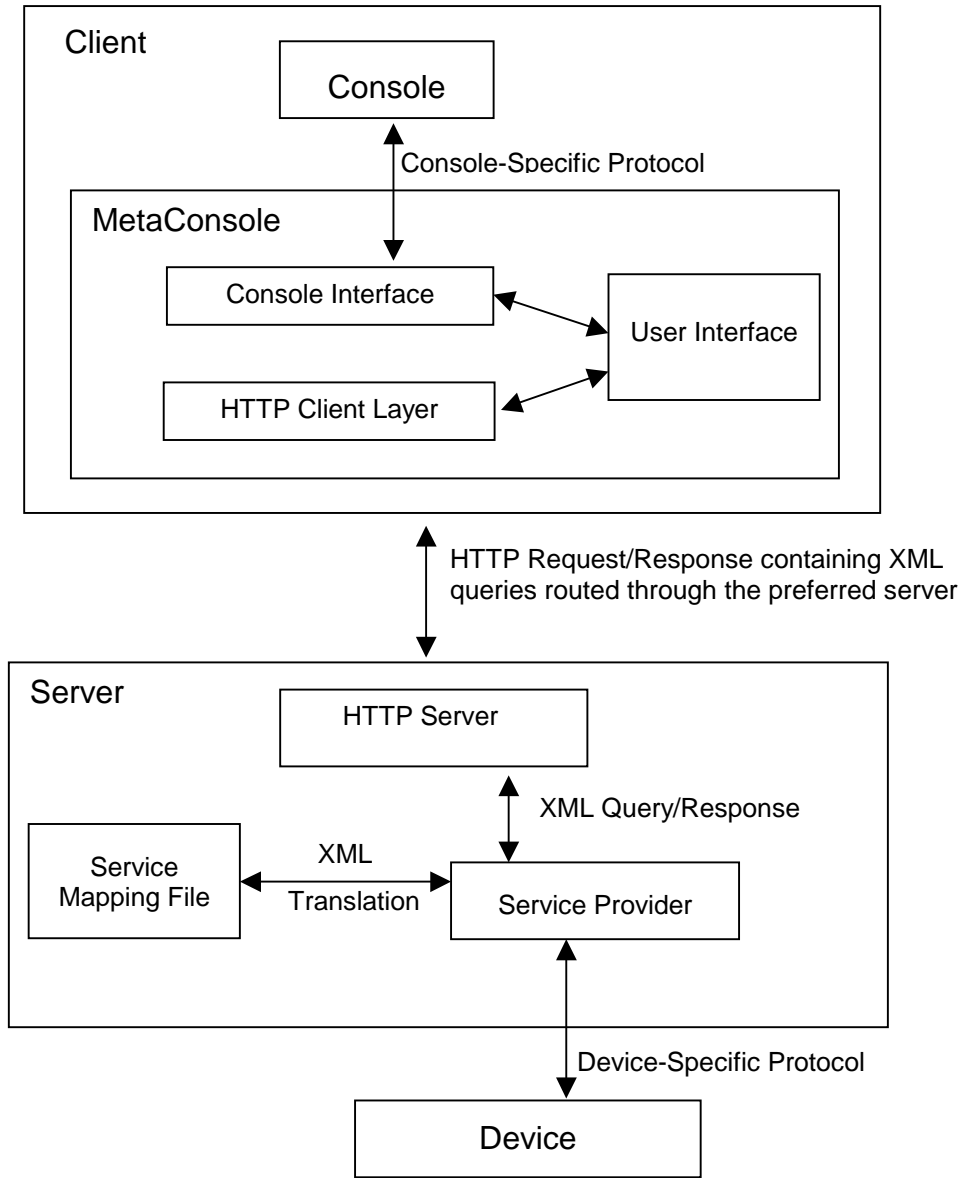 Client
Console
Console-Specific Protocol
MetaConsole
Console Interface
User Interface
HTTP Client Layer
HTTP Request/Response containing XML
queries routed through the preferred server
Server
HTTP Server
XML Query/Response
Service
Mapping File
XML
Translation
Service Provider
Device-Specific Protocol
Device